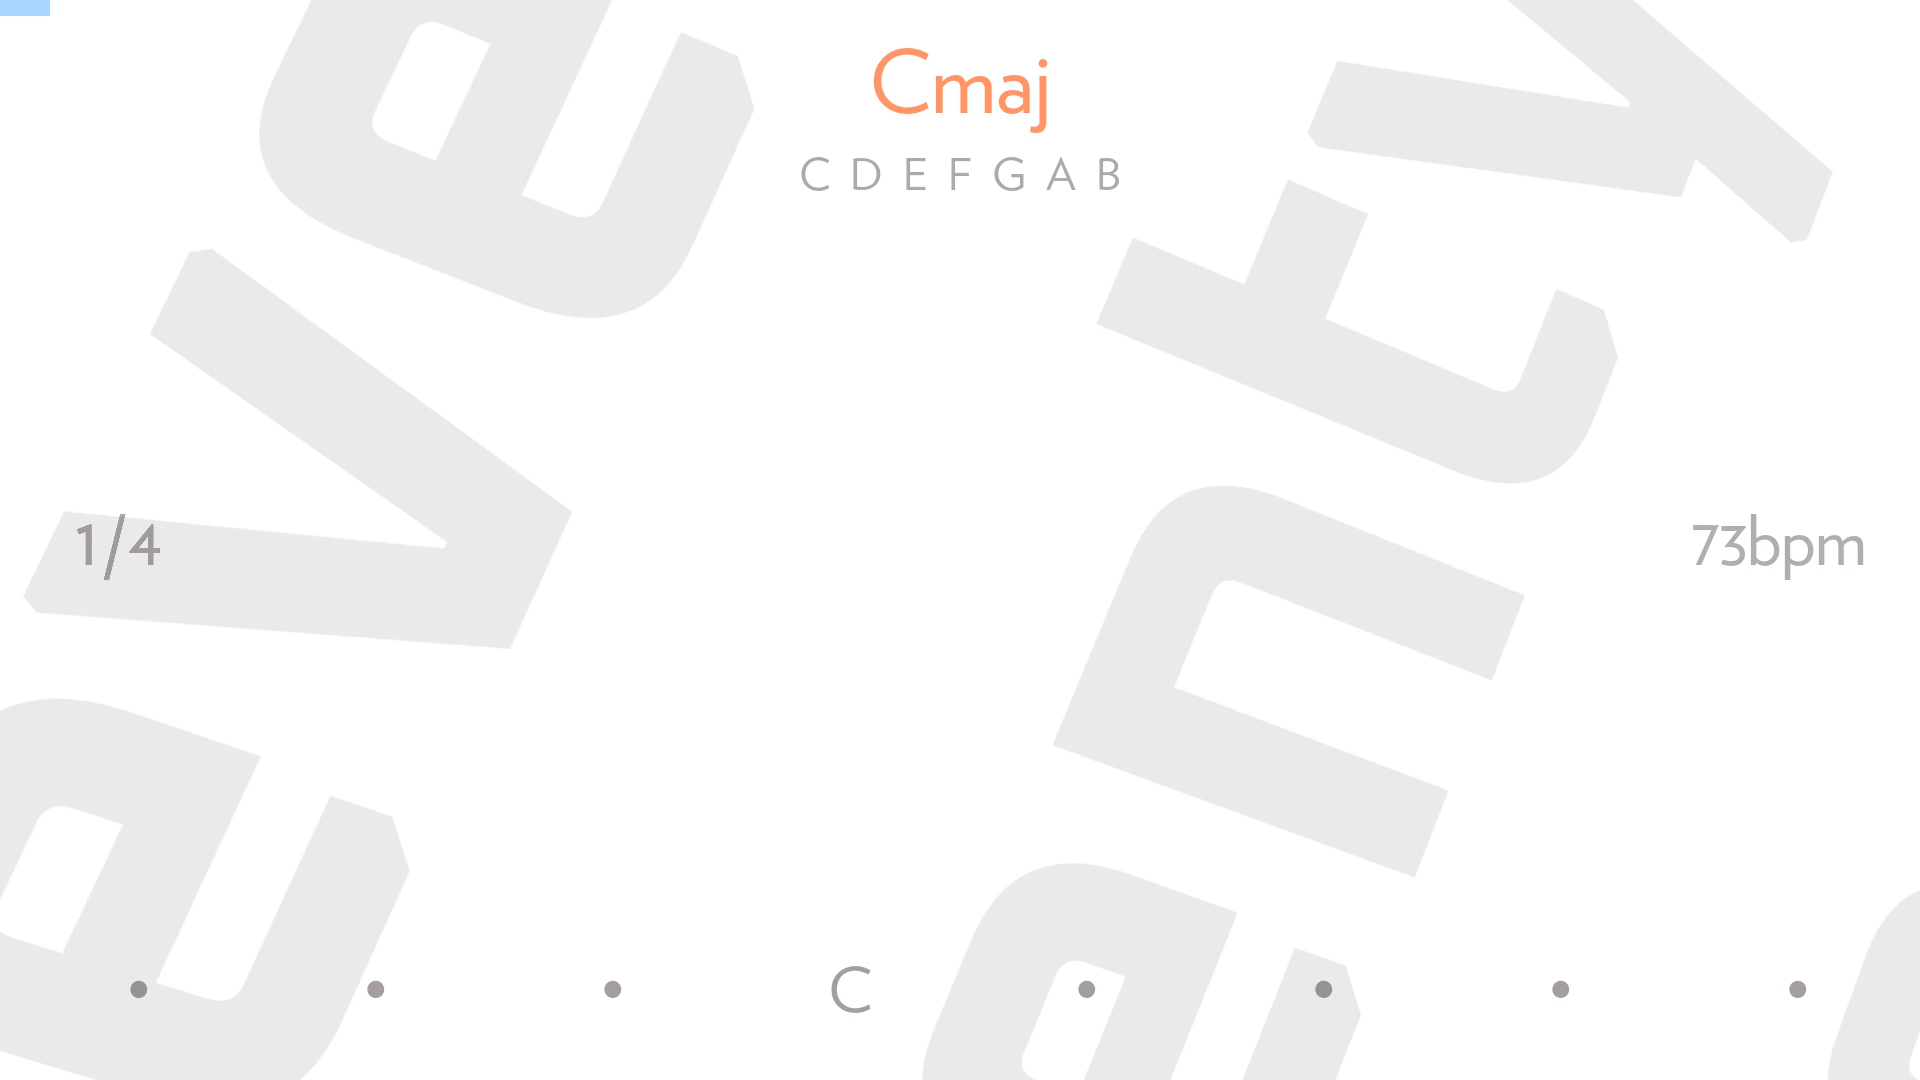 Cmaj
C D E F G A B
1/4
73bpm
• • • C • • • •